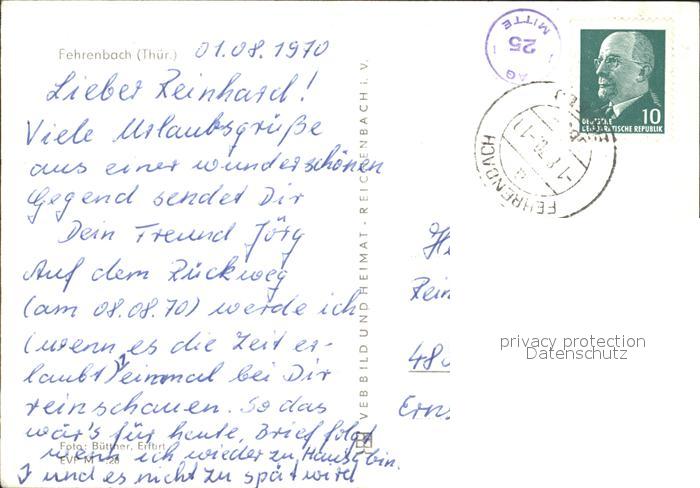 Fehrenbach (Thür.) 01.08.1970
Lieber Reinhard!
Viele Urlaubsgrüße
aus einer wunderschönen
Gegend sendet Dir
Dein Freund Jörg
Auf dem Rückweg
(am 08.08.70) werde ich
(wenn es die Zeit er-
laubt) einmal bei Dir
reinschauen. So das
wär's für heute, Brief folgt
wenn ich wieder zu Hause bin.
und es nicht zu spät wird
Foto: Büttner, Erfurt
VEB BILD UND HEIMAT · REICHENBACH i. V.
MITTE
25
10
DEUTSCHE
DEMOKRATISCHE REPUBLIK
FEHRENBACH
48
privacy protection
Datenschutz